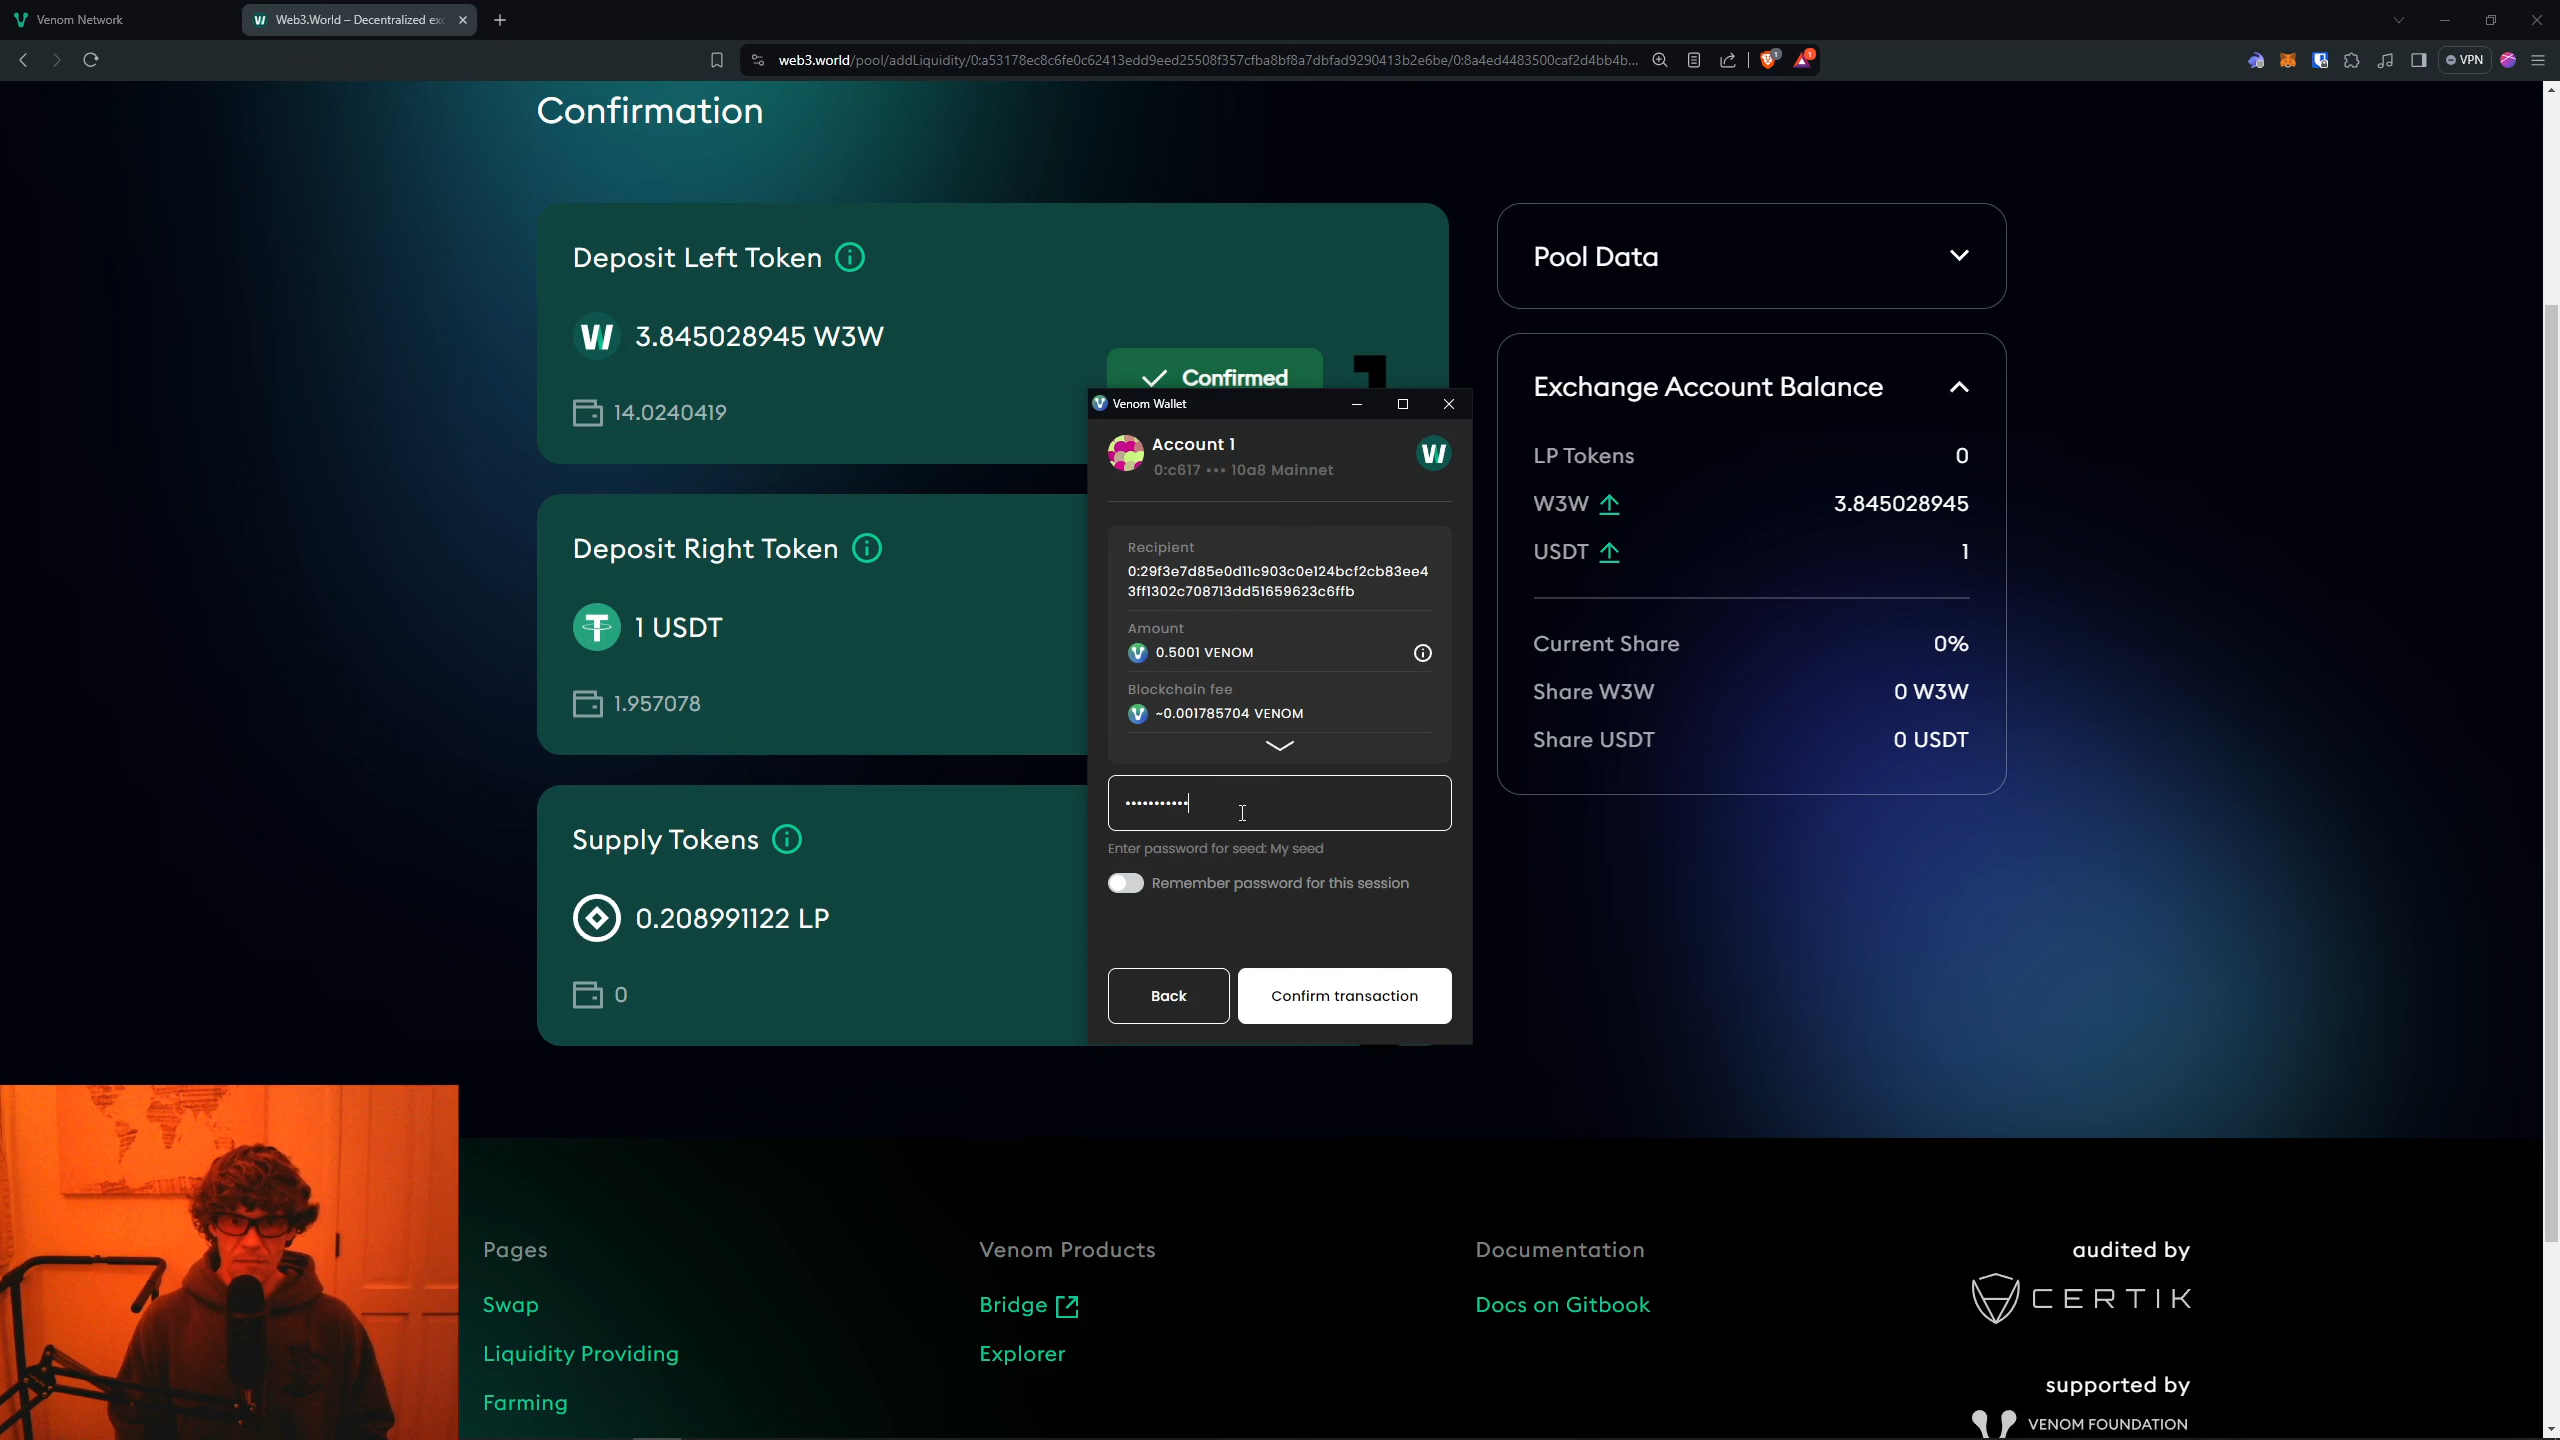 Venom Network
Web3.World – Decentralized exc
web3.world/pool/addLiquidity/0:a53178ec8c6fe0c62413edd9eed25508f357cfba8bf8a7dbfad9290413b2e6be/0:8a4ed4483500caf2d4bb4b...
1
1
VPN
Confirmation
Deposit Left Token
3.845028945 W3W
Confirmed
14.0240419
Deposit Right Token
1 USDT
1.957078
Supply Tokens
0.208991122 LP
0
Venom Wallet
Account 1
0:c617 ••• 10a8 Mainnet
Recipient
0:29f3e7d85e0d11c903c0e124bcf2cb83ee4
3ff1302c708713dd51659623c6ffb
Amount
0.5001 VENOM
Blockchain fee
~0.001785704 VENOM
•••••••••••
Enter password for seed: My seed
Remember password for this session
Back
Confirm transaction
Pool Data
Exchange Account Balance
LP Tokens 0
W3W 3.845028945
USDT 1
Current Share 0%
Share W3W 0 W3W
Share USDT 0 USDT
Pages
Swap
Liquidity Providing
Farming
Venom Products
Bridge
Explorer
Documentation
Docs on Gitbook
audited by
CERTIK
supported by
VENOM FOUNDATION